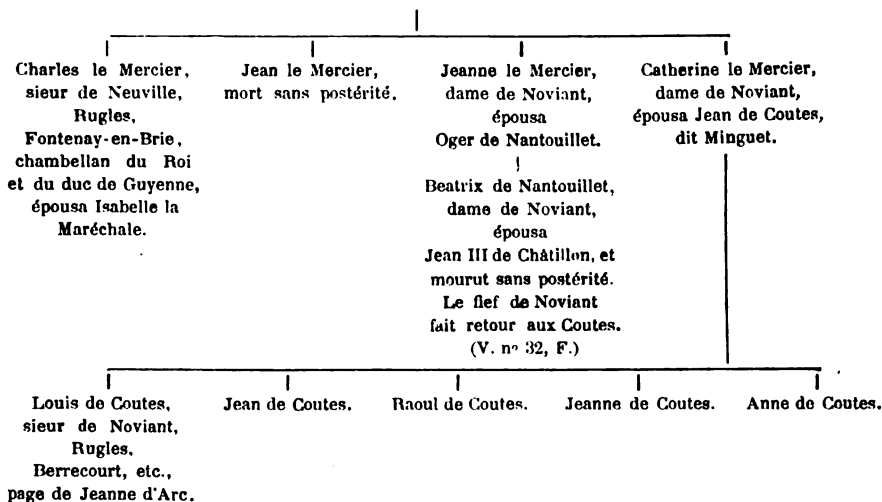 Charles le Mercier,
sieur de Neuville,
Rugles,
Fontenay-en-Brie,
chambellan du Roi
et du duc de Guyenne,
épousa Isabelle la
Maréchale.
Jean le Mercier,
mort sans postérité.
Jeanne le Mercier,
dame de Noviant,
épousa
Oger de Nantouillet.
Beatrix de Nantouillet,
dame de Noviant,
épousa
Jean III de Châtillon, et
mourut sans postérité.
Le fief de Noviant
fait retour aux Coutes.
(V. nº 32, F.)
Catherine le Mercier,
dame de Noviant,
épousa Jean de Coutes,
dit Minguet.
Louis de Coutes,
sieur de Noviant,
Rugles,
Berrecourt, etc.,
page de Jeanne d'Arc.
Jean de Coutes.
Raoul de Coutes.
Jeanne de Coutes.
Anne de Coutes.